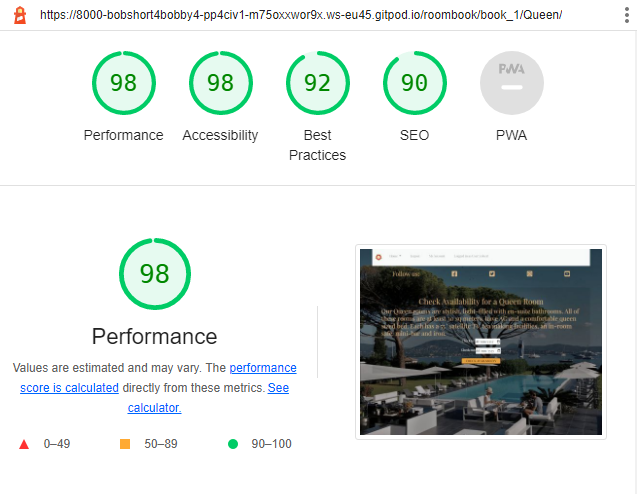 https://8000-bobshort4bobby4-pp4civ1-m75oxxwor9x.ws-eu45.gitpod.io/roombook/book_1/Queen/
98
98
92
90
PWA
Performance
Accessibility
Best
Practices
SEO
PWA
98
Performance
Values are estimated and may vary. The performance
score is calculated directly from these metrics. See
calculator.
0–49
50–89
90–100
Follow us:
Check Availability for a Queen Room